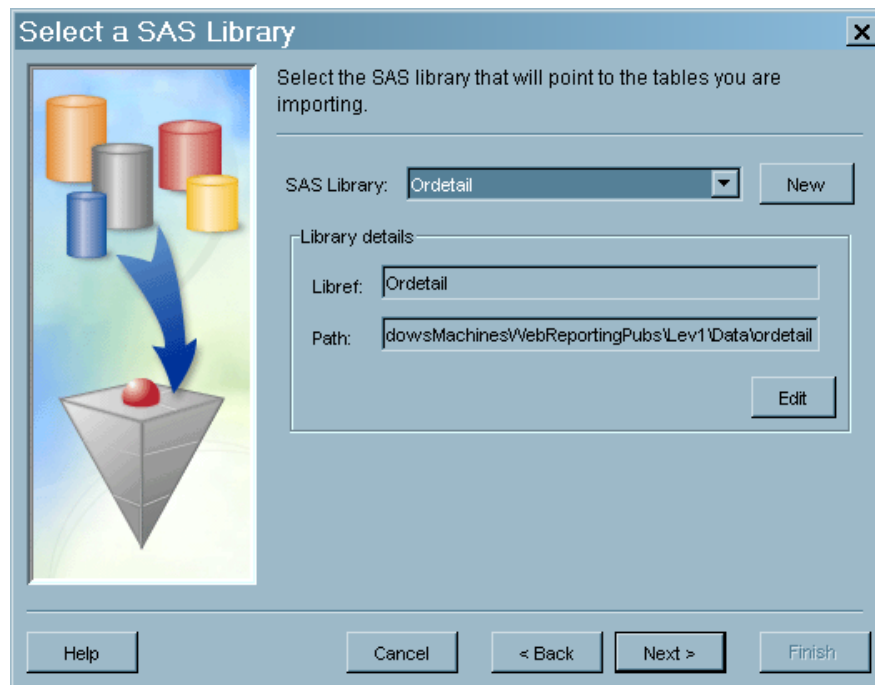 Select a SAS Library
Select the SAS library that will point to the tables you are
importing.
SAS Library: Ordetail New
Library details
Libref: Ordetail
Path: dowsMachinesWebReportingPubs\Lev1\Data\ordetail
Edit
Help Cancel < Back Next > Finish